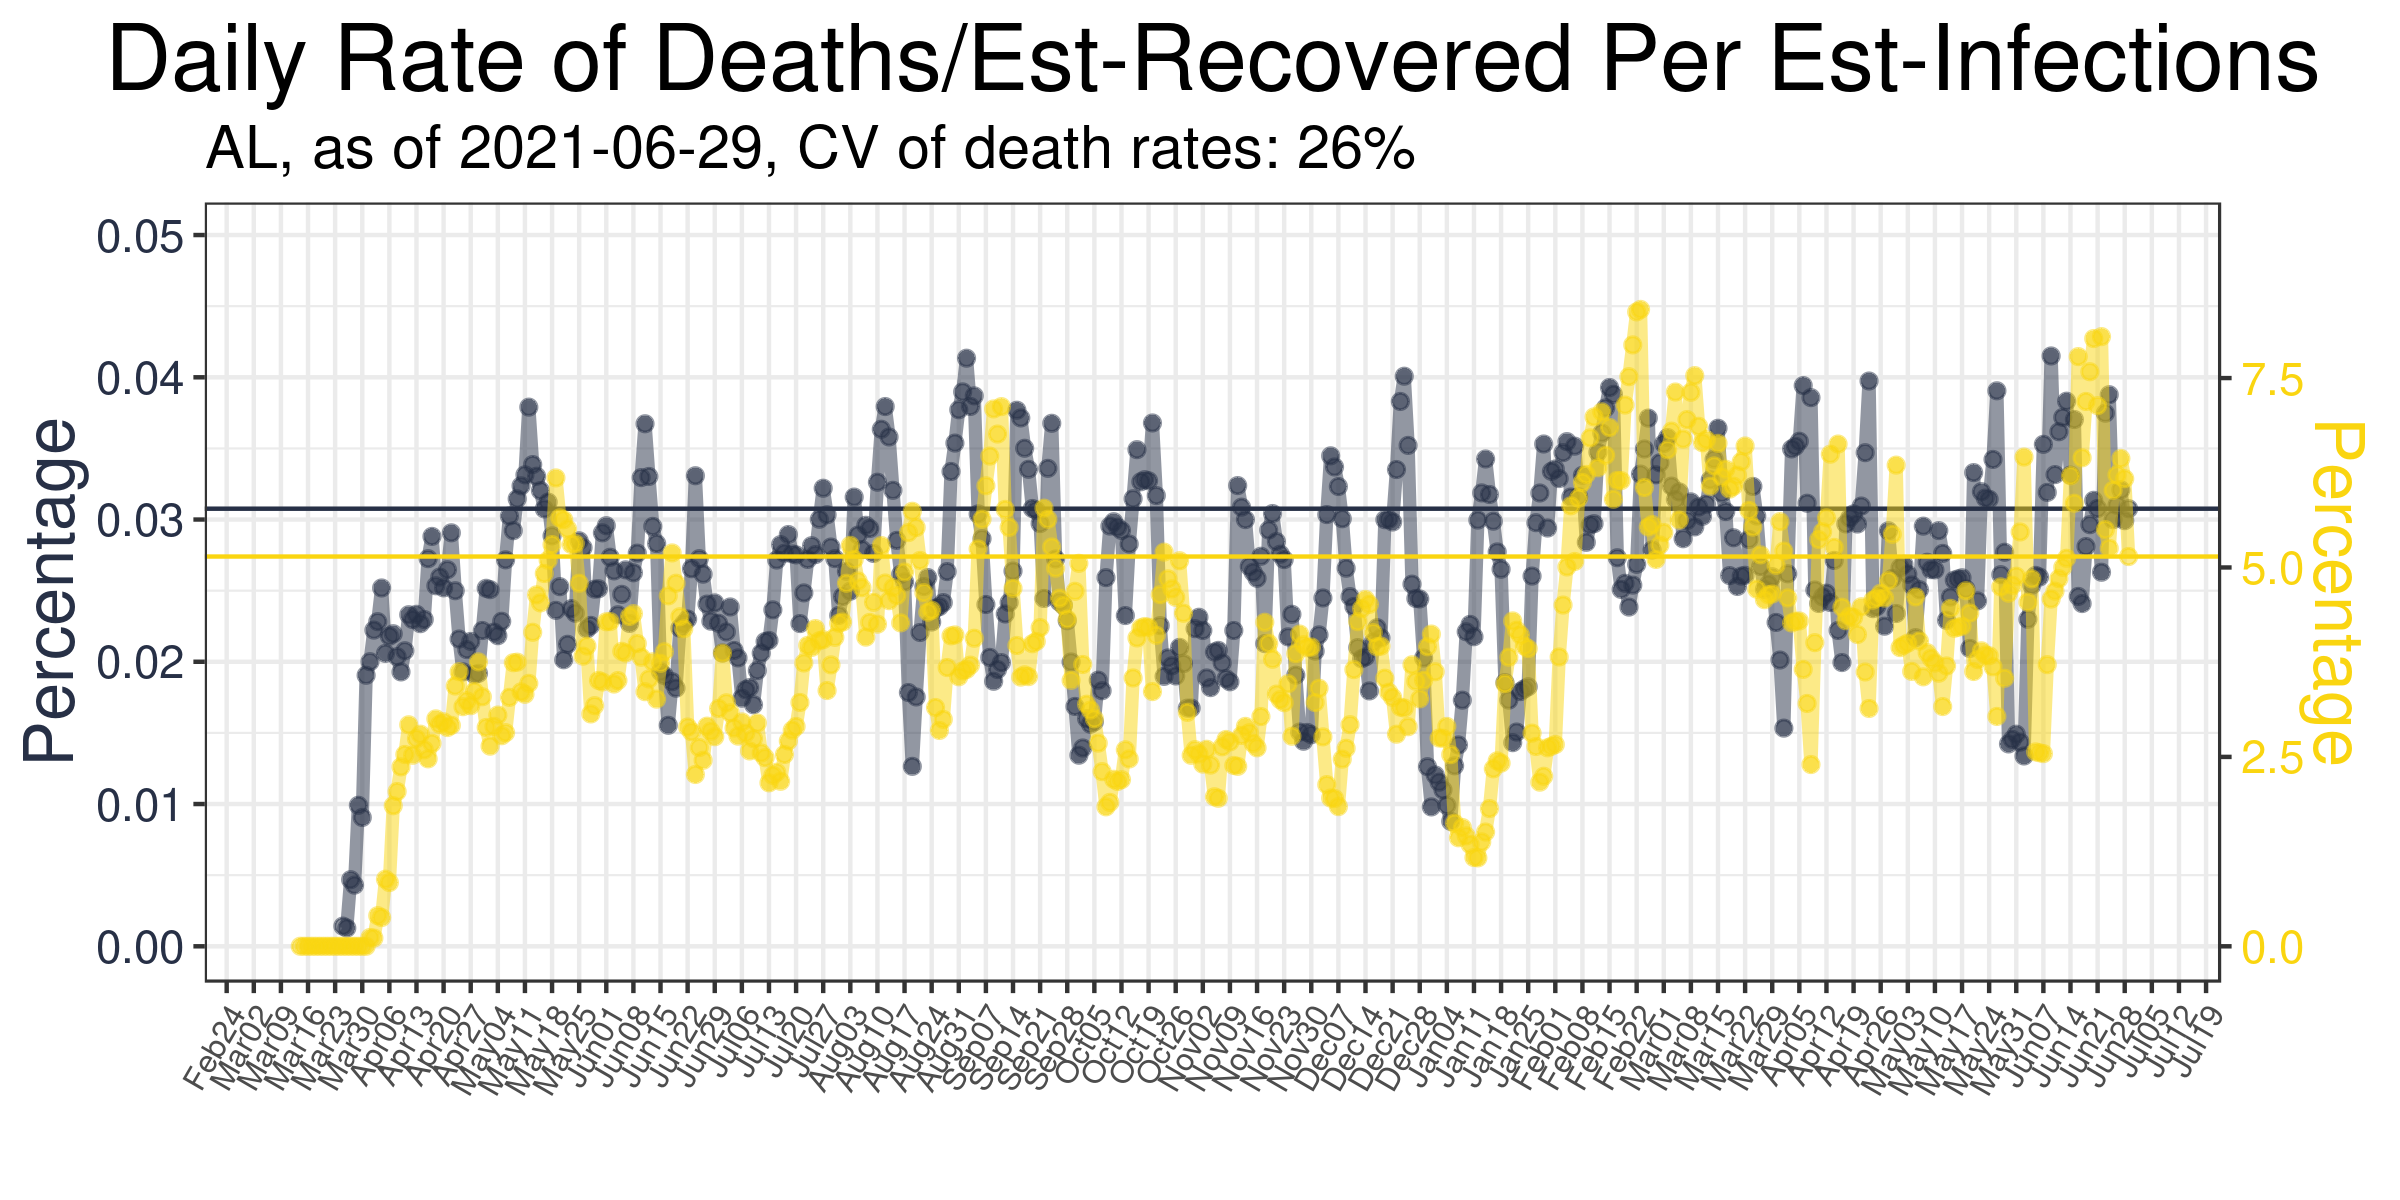 Daily Rate of Deaths/Est-Recovered Per Est-Infections
AL, as of 2021-06-29, CV of death rates: 26%
Percentage
0.05
0.04
0.03
0.02
0.01
0.00
7.5
5.0
2.5
0.0
Percentage
Feb24 Mar02 Mar09 Mar16 Mar23 Mar30 Apr06 Apr13 Apr20 Apr27 May04 May11 May18 May25 Jun01 Jun08 Jun15 Jun22 Jun29 Jul06 Jul13 Jul20 Jul27 Aug03 Aug10 Aug17 Aug24 Aug31 Sep07 Sep14 Sep21 Sep28 Oct05 Oct12 Oct19 Oct26 Nov02 Nov09 Nov16 Nov23 Nov30 Dec07 Dec14 Dec21 Dec28 Jan04 Jan11 Jan18 Jan25 Feb01 Feb08 Feb15 Feb22 Mar01 Mar08 Mar15 Mar22 Mar29 Apr05 Apr12 Apr19 Apr26 May03 May10 May17 May24 May31 Jun07 Jun14 Jun21 Jun28 Jul05 Jul12 Jul19